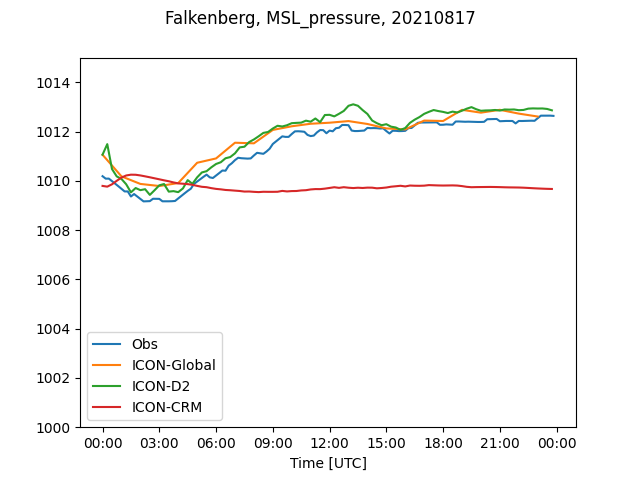 Falkenberg, MSL_pressure, 20210817
1014
1012
1010
1008
1006
1004
1002
1000
Obs
ICON-Global
ICON-D2
ICON-CRM
00:00 03:00 06:00 09:00 12:00 15:00 18:00 21:00 00:00
Time [UTC]